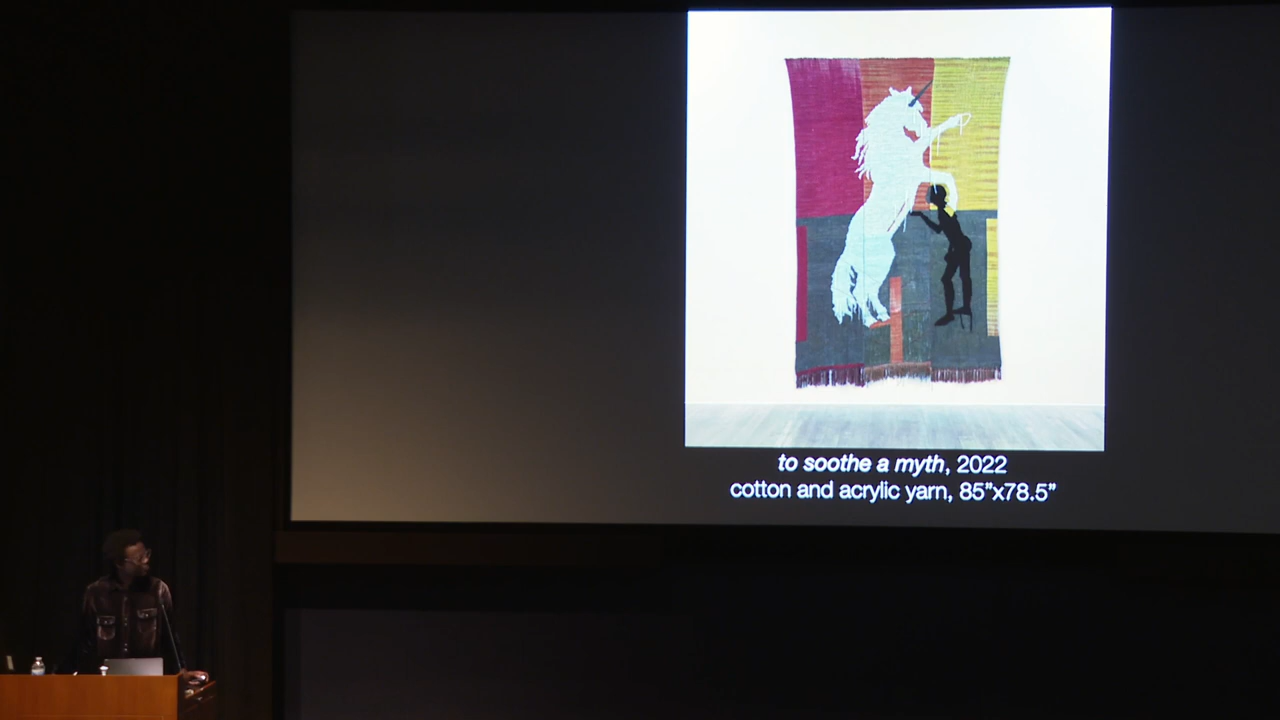 to soothe a myth, 2022
cotton and acrylic yarn, 85”x78.5”